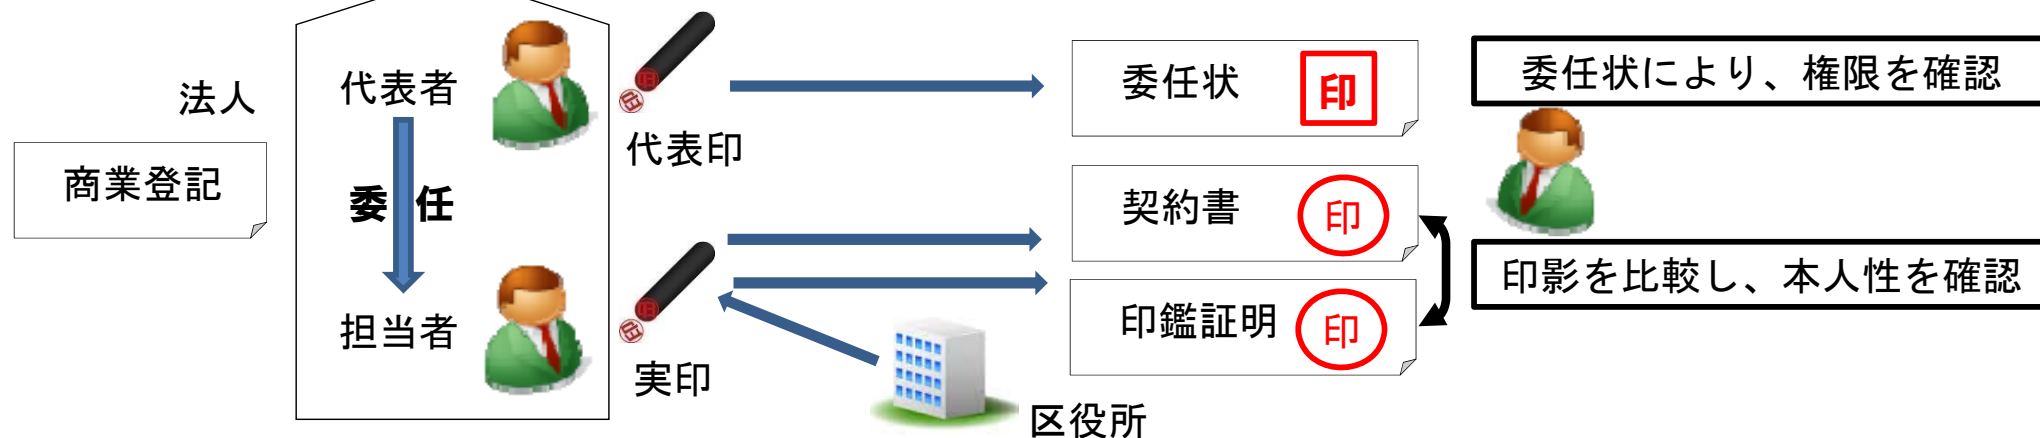 法人
商業登記
代表者
委任
担当者
代表印
実印
区役所
委任状 印
契約書 印
印鑑証明 印
委任状により、権限を確認
印影を比較し、本人性を確認